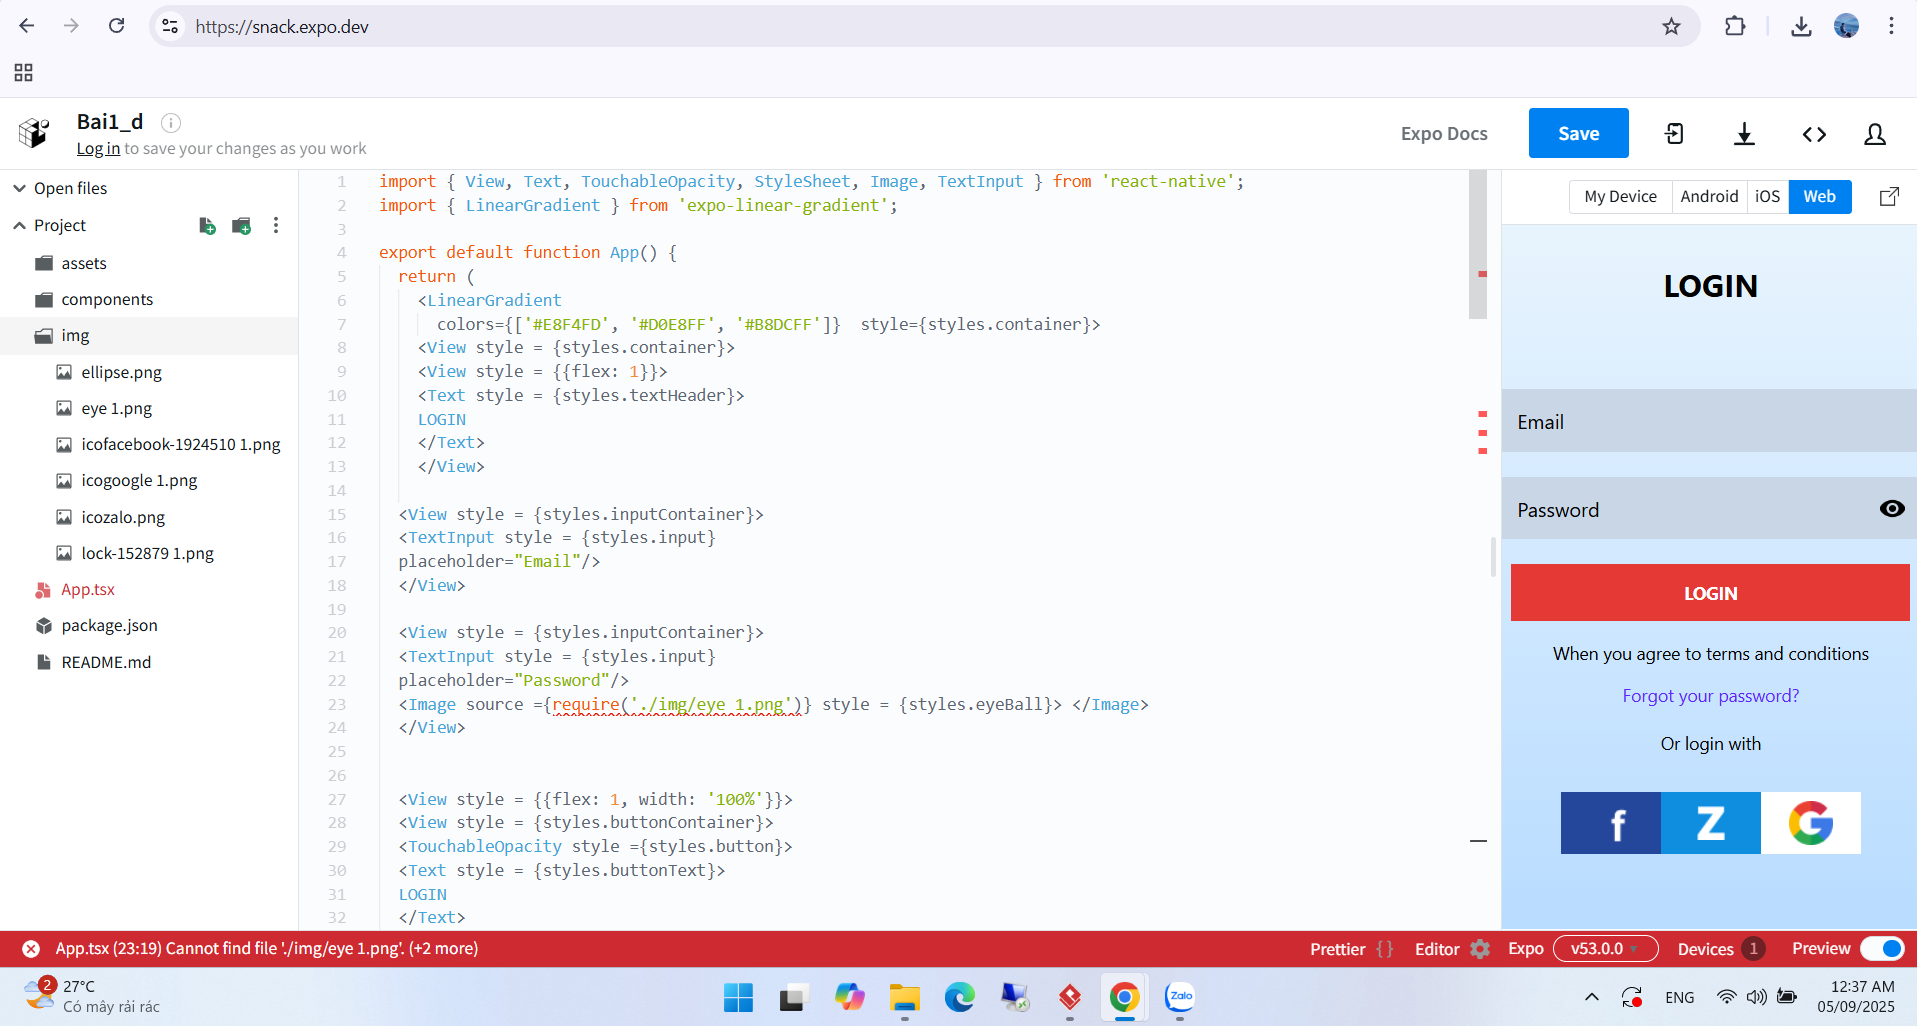 https://snack.expo.dev
Bai1_d
Log in to save your changes as you work
Expo Docs
Save
Open files
Project
assets
components
img
ellipse.png
eye 1.png
icofacebook-1924510 1.png
icogoogle 1.png
icozalo.png
lock-152879 1.png
App.tsx
package.json
README.md
1 import { View, Text, TouchableOpacity, StyleSheet, Image, TextInput } from 'react-native';
2 import { LinearGradient } from 'expo-linear-gradient';
3
4 export default function App() {
5 return (
6 <LinearGradient
7 colors={['#E8F4FD', '#D0E8FF', '#B8DCFF']}  style={styles.container}>
8 <View style = {styles.container}>
9 <View style = {{flex: 1}}>
10 <Text style = {styles.textHeader}>
11 LOGIN
12 </Text>
13 </View>
14
15 <View style = {styles.inputContainer}>
16 <TextInput style = {styles.input}
17 placeholder="Email"/>
18 </View>
19
20 <View style = {styles.inputContainer}>
21 <TextInput style = {styles.input}
22 placeholder="Password"/>
23 <Image source ={require('./img/eye 1.png')} style = {styles.eyeBall}> </Image>
24 </View>
25
26
27 <View style = {{flex: 1, width: '100%'}}>
28 <View style = {styles.buttonContainer}>
29 <TouchableOpacity style ={styles.button}>
30 <Text style = {styles.buttonText}>
31 LOGIN
32 </Text>
My Device Android iOS Web
LOGIN
Email
Password
LOGIN
When you agree to terms and conditions
Forgot your password?
Or login with
f Z G
App.tsx (23:19) Cannot find file './img/eye 1.png'. (+2 more)
Prettier { } Editor Expo v53.0.0 Devices 1 Preview
2
27°C
Có mây rải rác
Zalo
ENG
12:37 AM
05/09/2025